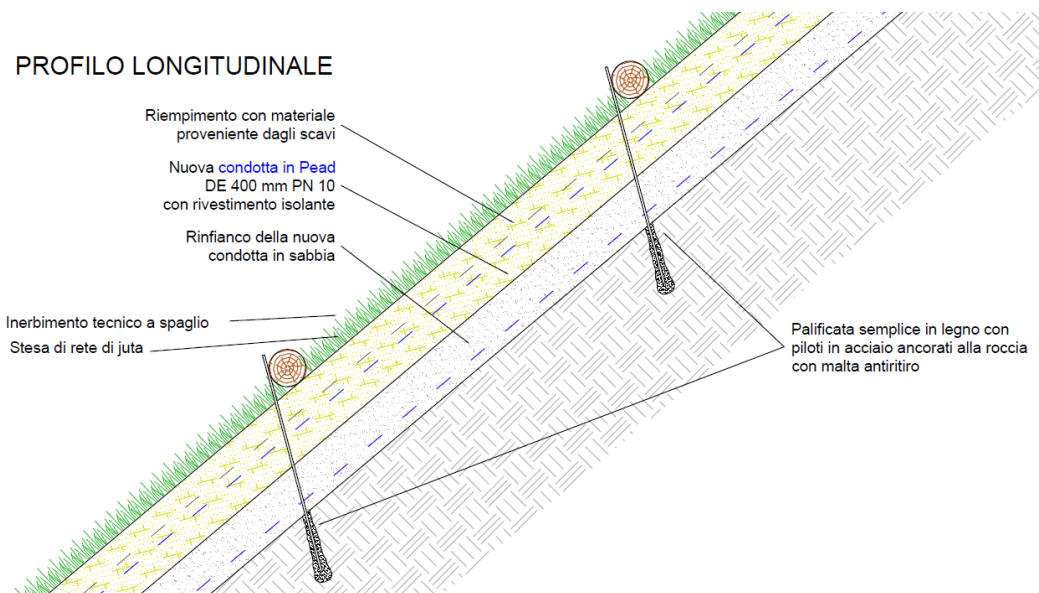 PROFILO LONGITUDINALE
Riempimento con materiale
proveniente dagli scavi
Nuova condotta in Pead
DE 400 mm PN 10
con rivestimento isolante
Rinfianco della nuova
condotta in sabbia
Inerbimento tecnico a spaglio
Stesa di rete di juta
Palificata semplice in legno con
piloti in acciaio ancorati alla roccia
con malta antiritiro